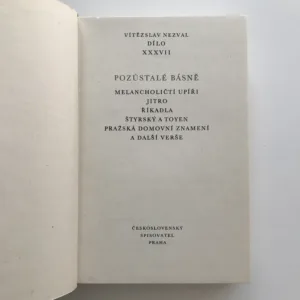 VÍTĚZSLAV NEZVAL
DÍLO
XXXVII
POZŮSTALÉ BÁSNĚ
MELANCHOLIČTÍ UPÍŘI
JITRO
ŘÍKADLA
ŠTYRSKÝ A TOYEN
PRAŽSKÁ DOMOVNÍ ZNAMENÍ
A DALŠÍ VERŠE
ČESKOSLOVENSKÝ
SPISOVATEL
PRAHA